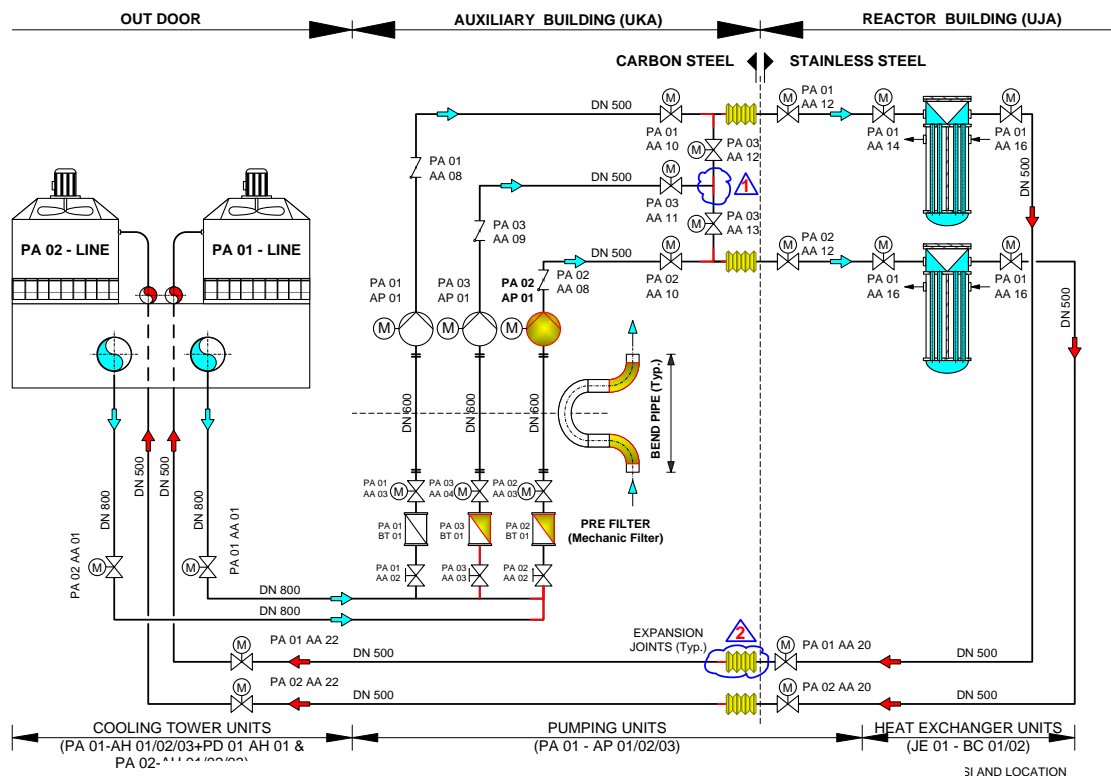 OUT DOOR
AUXILIARY BUILDING (UKA)
REACTOR BUILDING (UJA)
CARBON STEEL
STAINLESS STEEL
DN 500
M
PA 01
AA 10
M
PA 01
AA 12
M
PA 01
AA 14
M
PA 01
AA 16
PA 01
AA 08
M
PA 03
AA 12
DN 500
M
PA 03
AA 11
1
DN 500
PA 03
AA 09
M
PA 03
AA 13
PA 02 - LINE
PA 01 - LINE
DN 500
M
PA 02
AA 10
M
PA 02
AA 12
M
PA 01
AA 16
M
PA 01
AA 16
PA 02
AA 08
PA 01
AP 01
PA 03
AP 01
PA 02
AP 01
M
M
M
DN 500
DN 600
DN 600
DN 600
BEND PIPE (Typ.)
DN 800
DN 500
DN 500
DN 800
PA 01
AA 03
M
PA 03
AA 04
M
PA 02
AA 03
M
PA 01
BT 01
PA 03
BT 01
PA 02
BT 01
PRE FILTER
(Mechanic Filter)
PA 02 AA 01
M
M
PA 01 AA 01
PA 01
AA 02
PA 03
AA 03
PA 02
AA 02
DN 800
DN 800
EXPANSION
JOINTS (Typ.)
2
M
PA 01 AA 22
DN 500
M
PA 01 AA 20
DN 500
M
PA 02 AA 22
DN 500
M
PA 02 AA 20
DN 500
COOLING TOWER UNITS
(PA 01-AH 01/02/03+PD 01 AH 01 &
PA 02-AH 01/02/03)
PUMPING UNITS
(PA 01 - AP 01/02/03)
HEAT EXCHANGER UNITS
(JE 01 - BC 01/02)
AND LOCATION